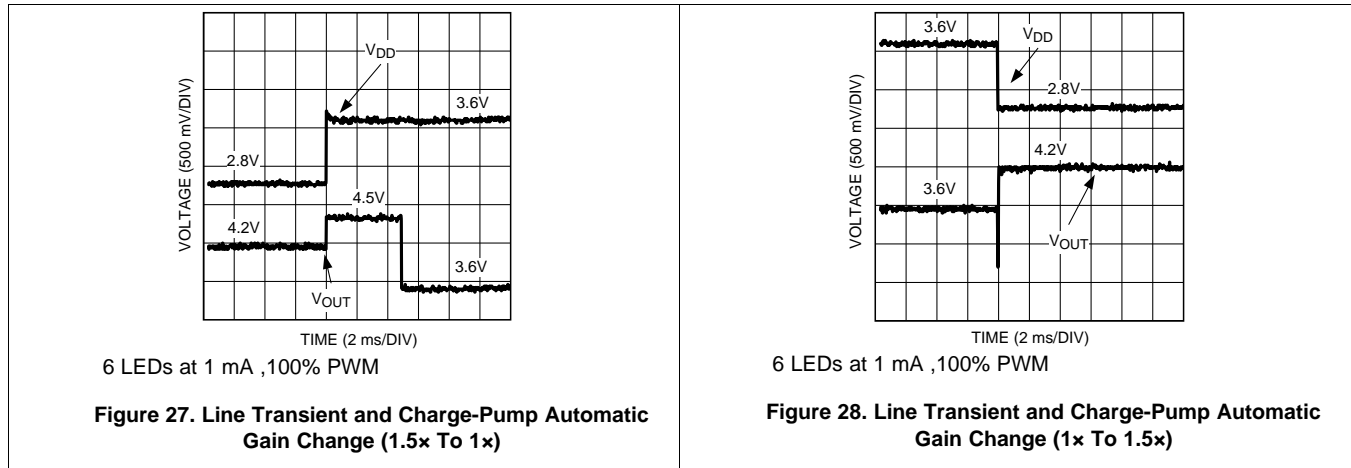 V_DD
3.6V
2.8V
4.5V
4.2V
3.6V
V_OUT
VOLTAGE (500 mV/DIV)
TIME (2 ms/DIV)
6 LEDs at 1 mA ,100% PWM
Figure 27. Line Transient and Charge-Pump Automatic
Gain Change (1.5× To 1×)
3.6V
V_DD
2.8V
4.2V
3.6V
V_OUT
VOLTAGE (500 mV/DIV)
TIME (2 ms/DIV)
6 LEDs at 1 mA ,100% PWM
Figure 28. Line Transient and Charge-Pump Automatic
Gain Change (1× To 1.5×)